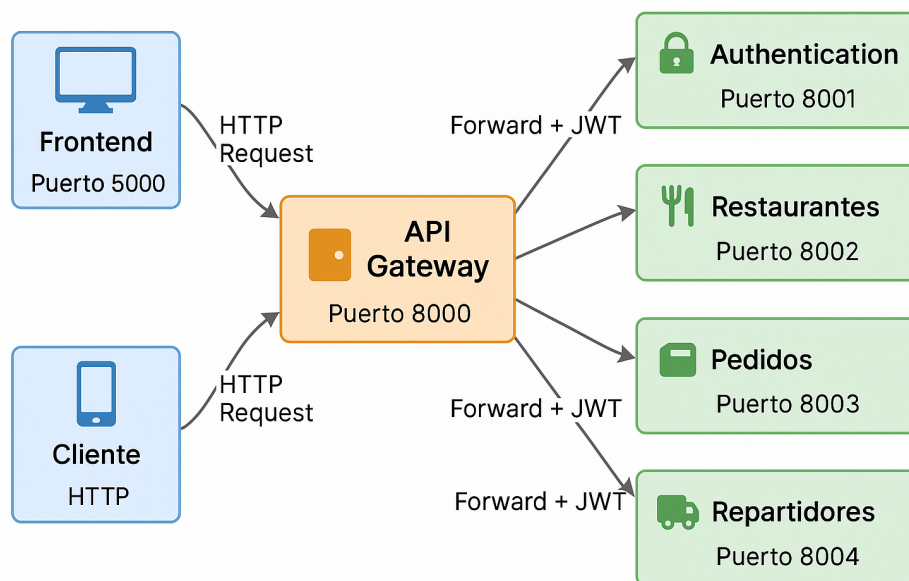 Frontend
Puerto 5000
HTTP
Request
Cliente
HTTP
HTTP
Request
API
Gateway
Puerto 8000
Forward + JWT
Forward + JWT
Forward + JWT
Authentication
Puerto 8001
Restaurantes
Puerto 8002
Pedidos
Puerto 8003
Repartidores
Puerto 8004